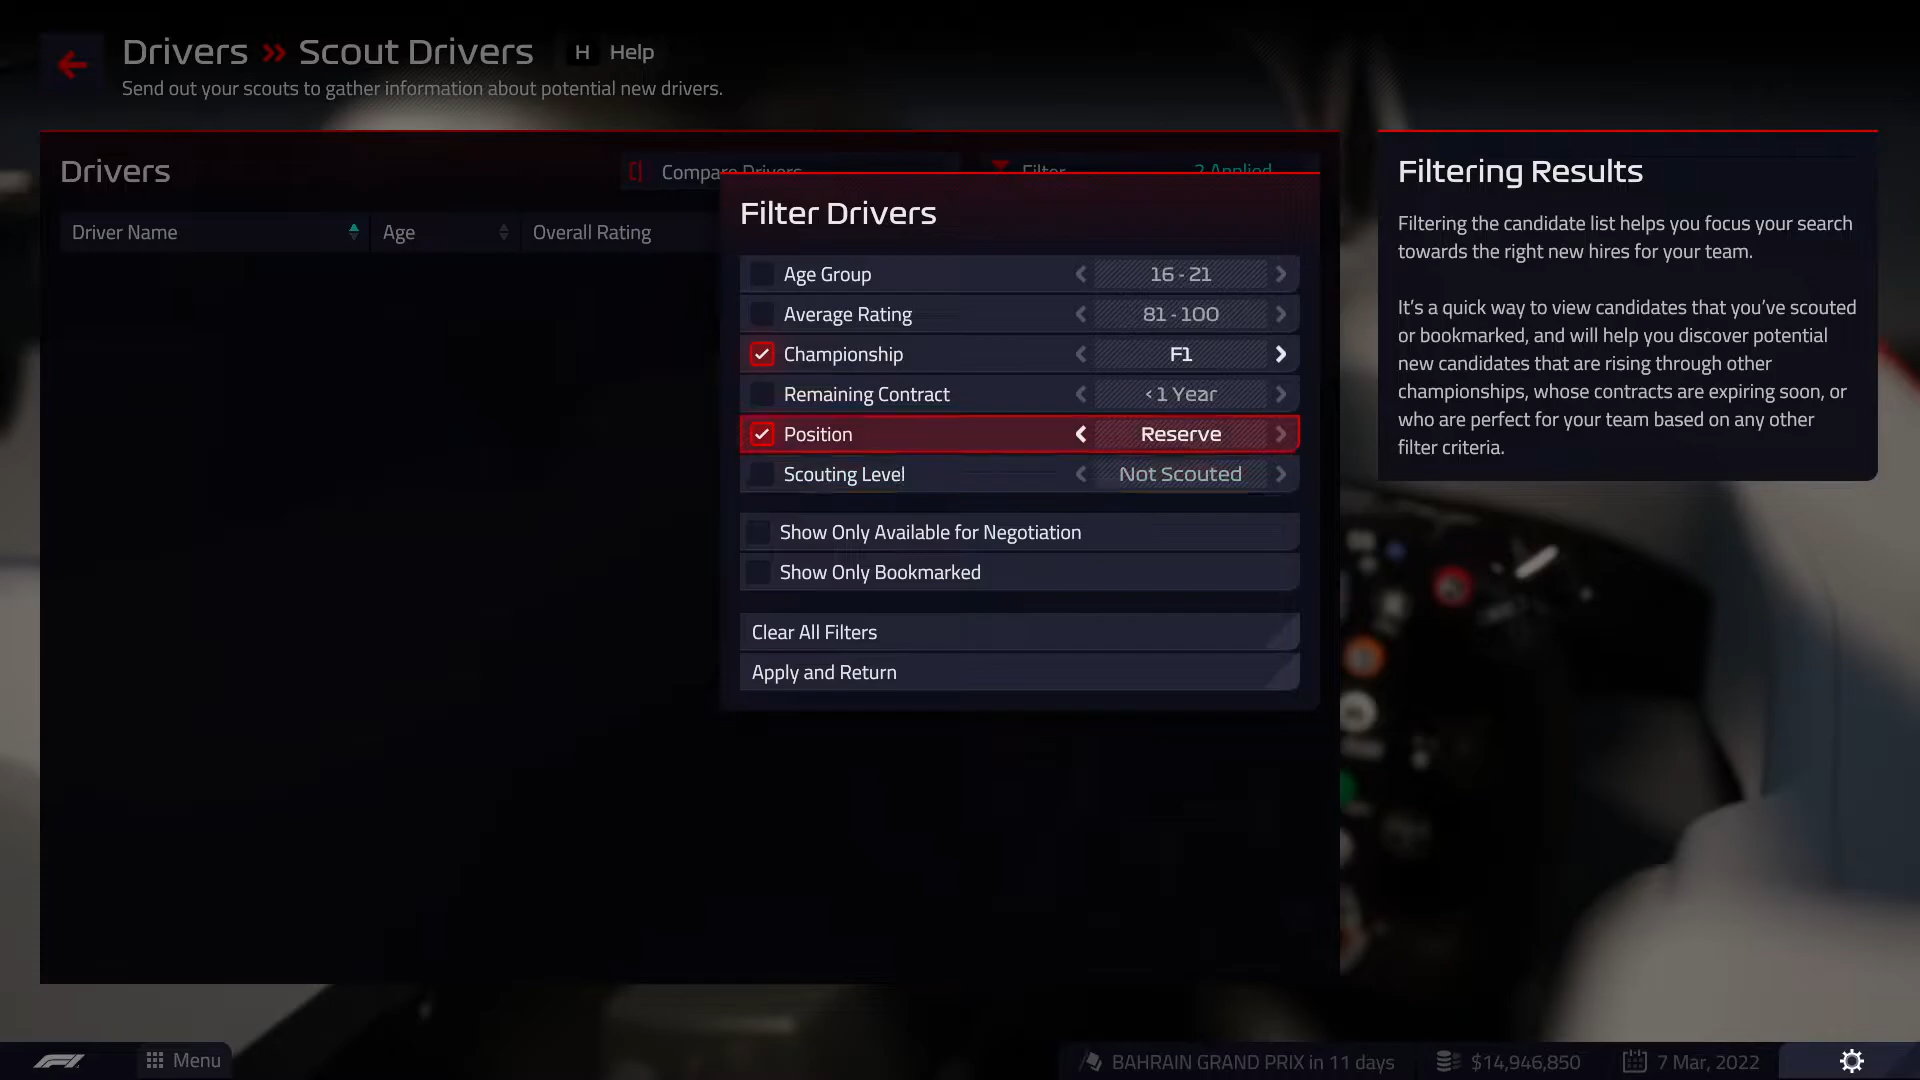 Drivers
Scout Drivers
H Help
Send out your scouts to gather information about potential new drivers.
Drivers
Compare Drivers
Filter
2 Applied
Driver Name
Age
Overall Rating
Filter Drivers
Age Group
16 - 21
Average Rating
81 - 100
Championship
F1
Remaining Contract
< 1 Year
Position
Reserve
Scouting Level
Not Scouted
Show Only Available for Negotiation
Show Only Bookmarked
Clear All Filters
Apply and Return
Filtering Results
Filtering the candidate list helps you focus your search
towards the right new hires for your team.
It's a quick way to view candidates that you've scouted
or bookmarked, and will help you discover potential
new candidates that are rising through other
championships, whose contracts are expiring soon, or
who are perfect for your team based on any other
filter criteria.
F1
Menu
BAHRAIN GRAND PRIX in 11 days
$14,946,850
7 Mar, 2022